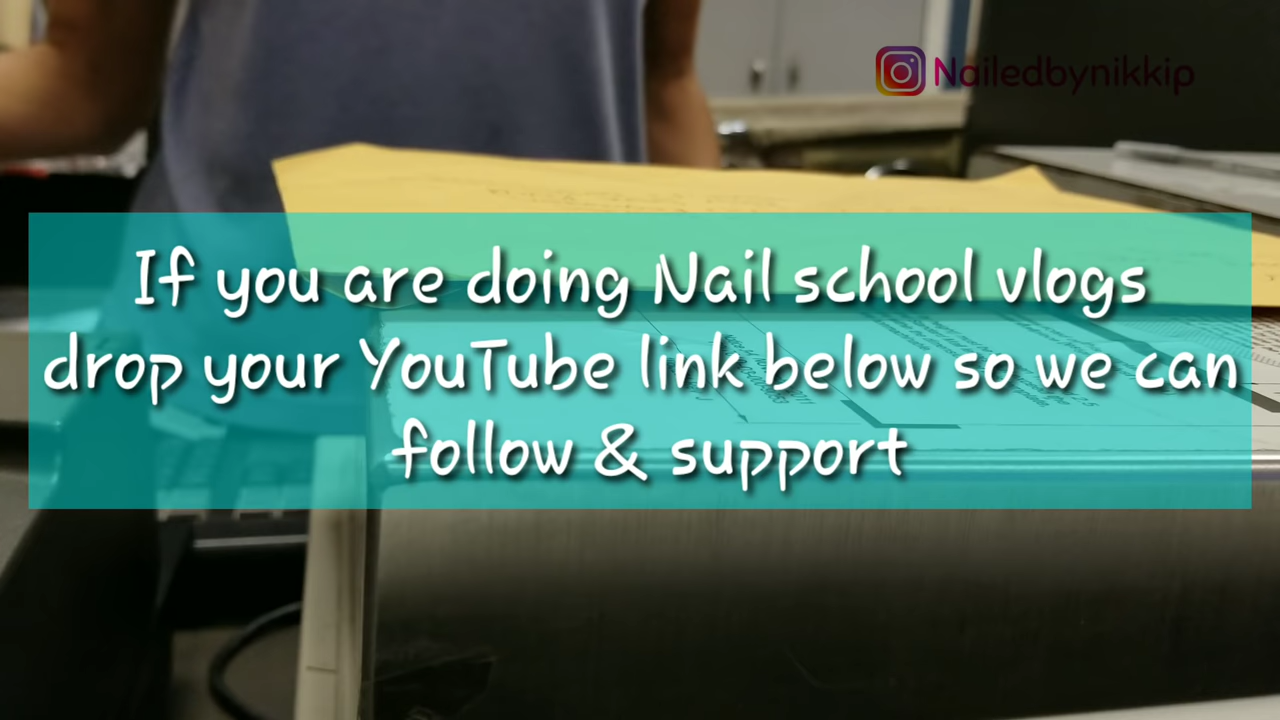 Nailedbynikkip
If you are doing Nail school vlogs
drop your YouTube link below so we can
follow & support